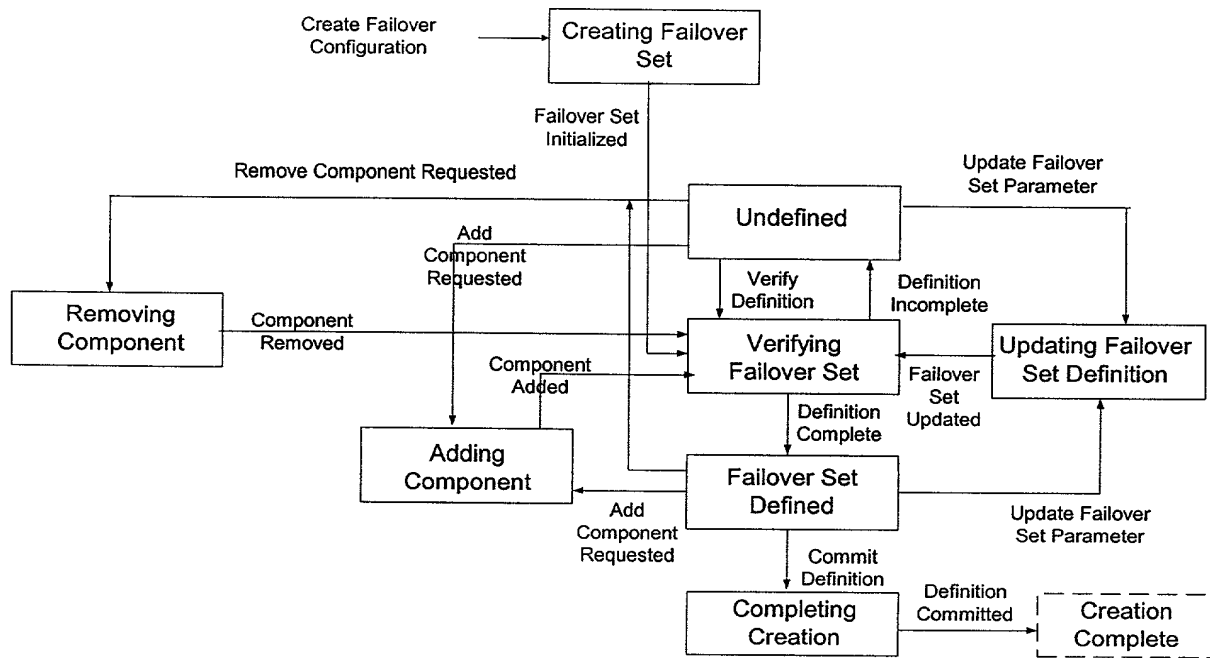 Create Failover
Configuration
Creating Failover
Set
Failover Set
Initialized
Remove Component Requested
Update Failover
Set Parameter
Undefined
Add
Component
Requested
Verify
Definition
Definition
Incomplete
Removing
Component
Component
Removed
Verifying
Failover Set
Updating Failover
Set Definition
Component
Added
Failover
Set
Updated
Definition
Complete
Adding
Component
Failover Set
Defined
Add
Component
Requested
Update Failover
Set Parameter
Commit
Definition
Completing
Creation
Definition
Committed
Creation
Complete